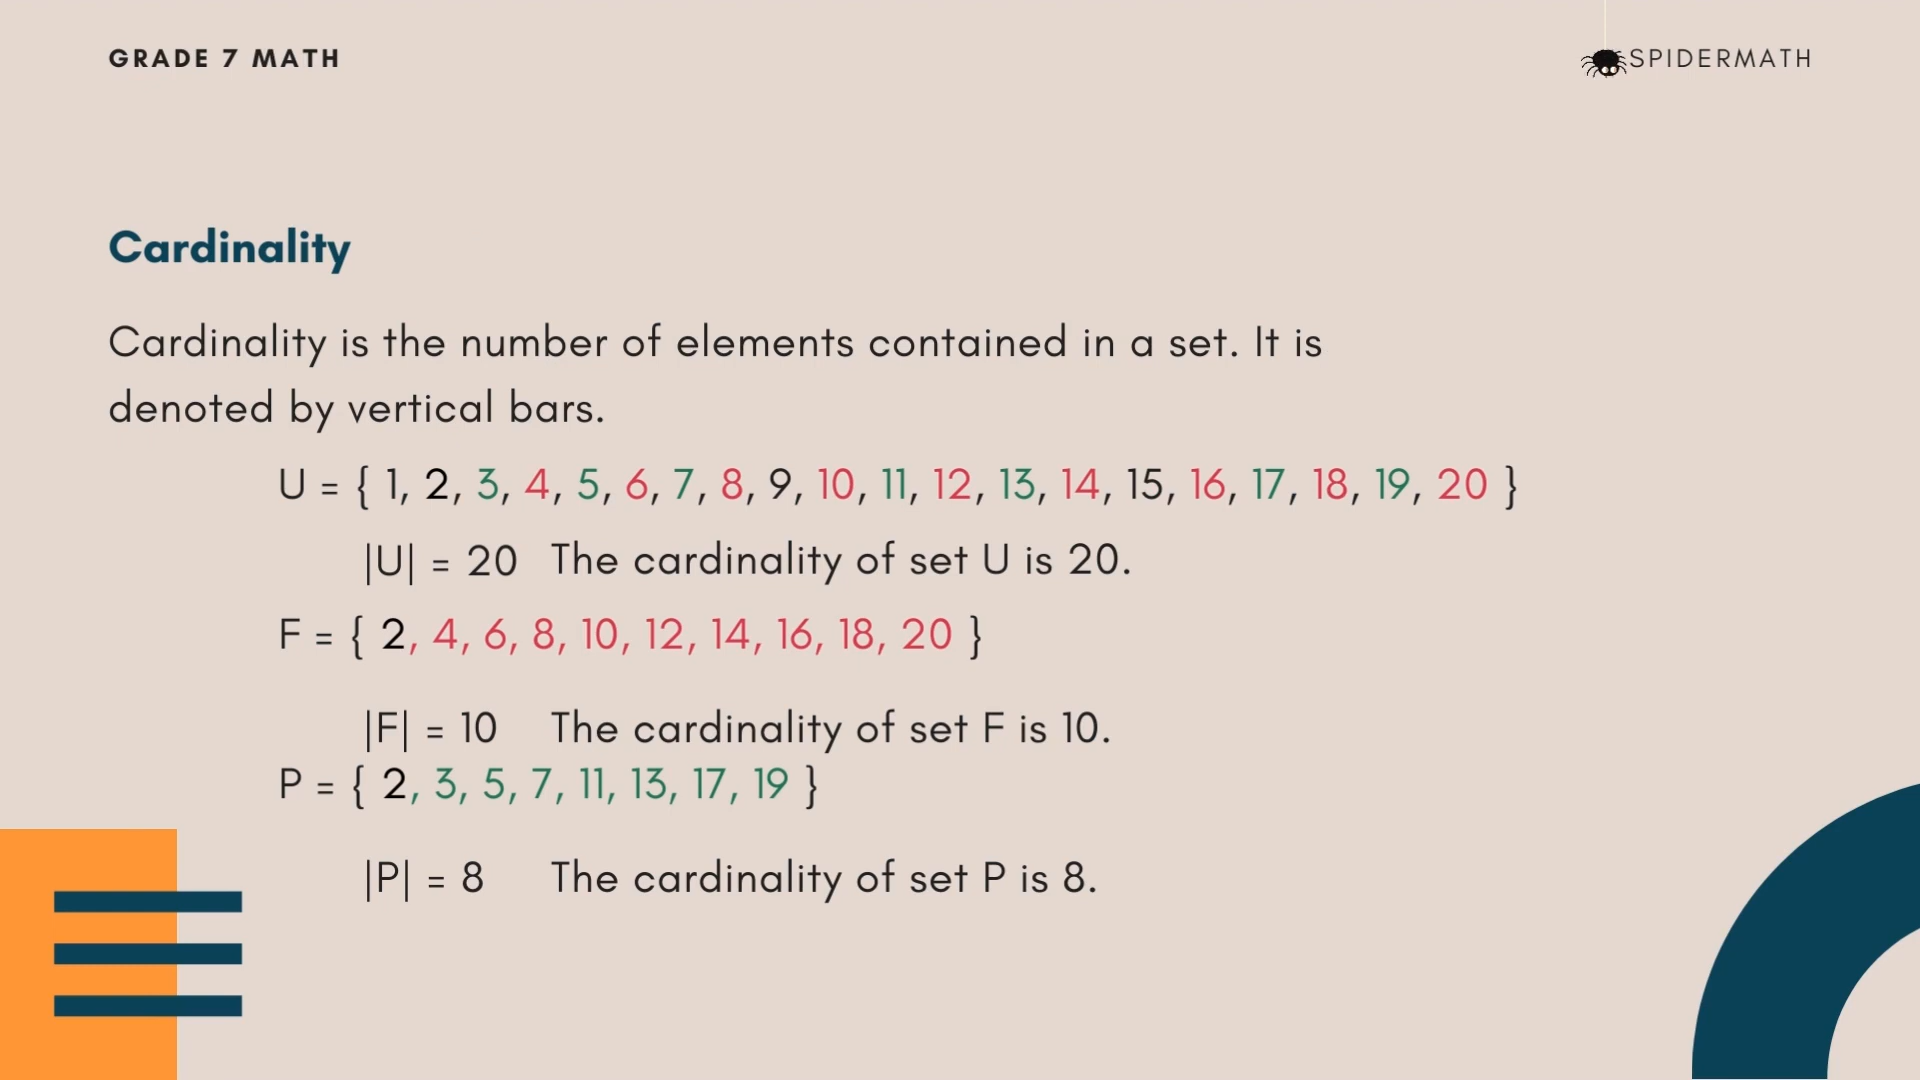 GRADE 7 MATH
SPIDERMATH
Cardinality
Cardinality is the number of elements contained in a set. It is
denoted by vertical bars.
U = { 1, 2, 3, 4, 5, 6, 7, 8, 9, 10, 11, 12, 13, 14, 15, 16, 17, 18, 19, 20 }
|U| = 20 The cardinality of set U is 20.
F = { 2, 4, 6, 8, 10, 12, 14, 16, 18, 20 }
|F| = 10 The cardinality of set F is 10.
P = { 2, 3, 5, 7, 11, 13, 17, 19 }
|P| = 8 The cardinality of set P is 8.